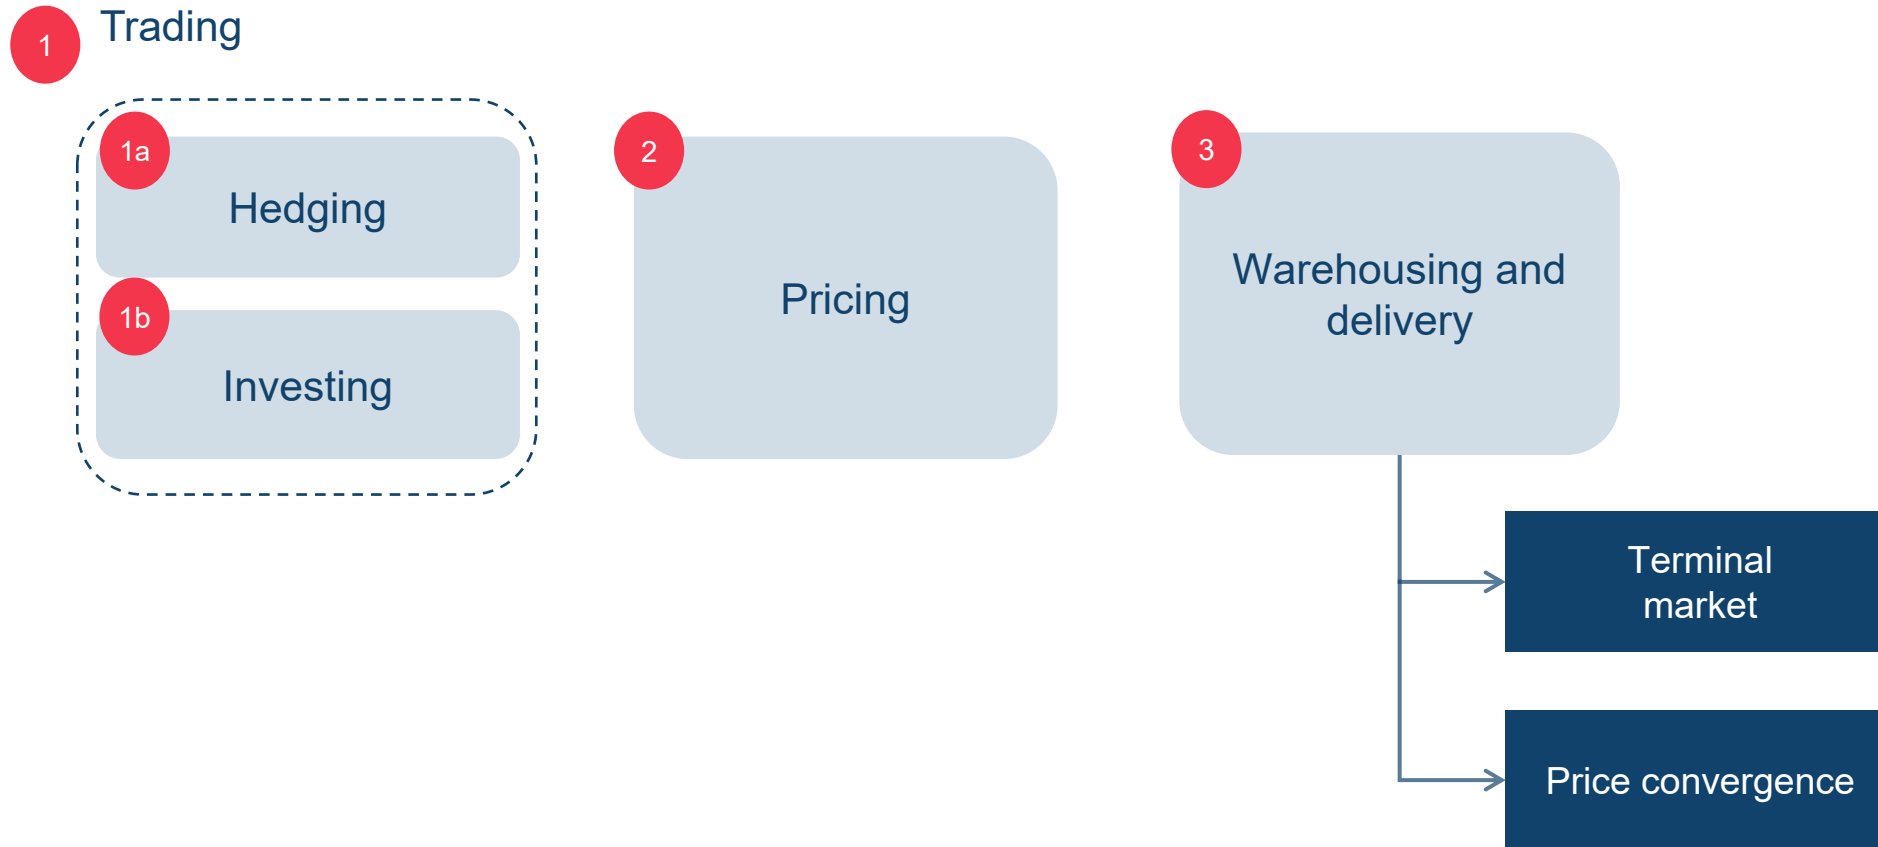 1
Trading
1a
Hedging
1b
Investing
2
Pricing
3
Warehousing and
delivery
Terminal
market
Price convergence